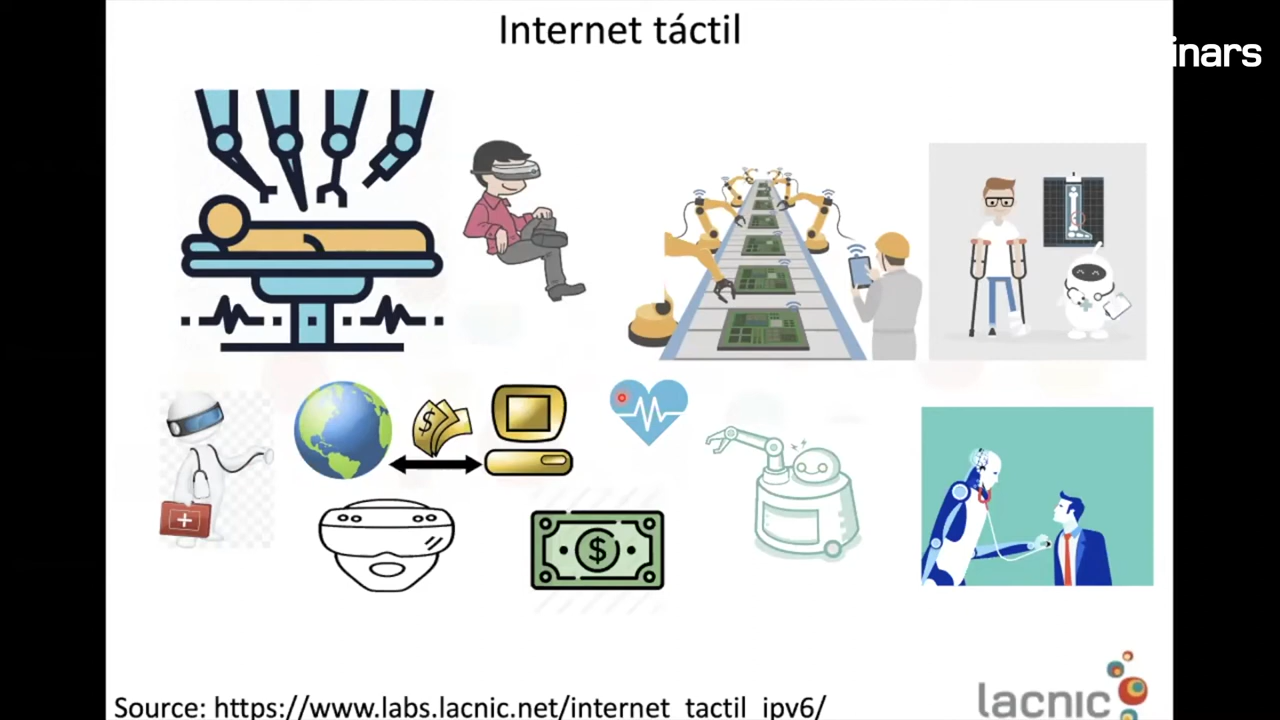 Internet táctil
inars
$
$
Source: https://www.labs.lacnic.net/internet_tactil_ipv6/
lacnic